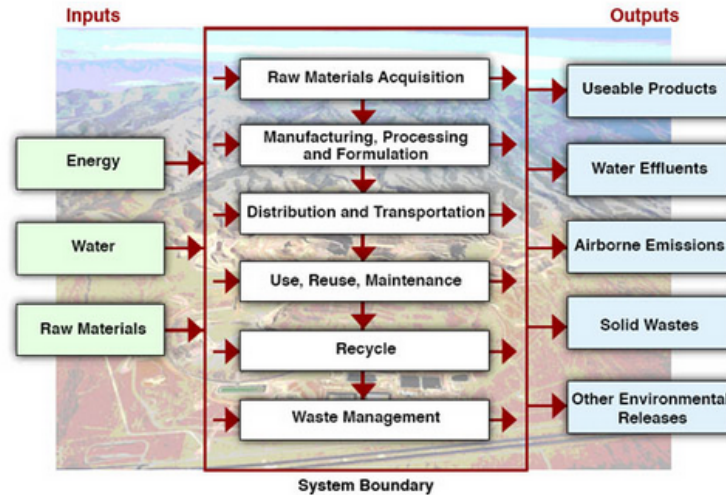 Inputs
Outputs
Raw Materials Acquisition
Useable Products
Manufacturing, Processing
and Formulation
Energy
Water Effluents
Distribution and Transportation
Water
Airborne Emissions
Use, Reuse, Maintenance
Raw Materials
Solid Wastes
Recycle
Other Environmental
Releases
Waste Management
System Boundary